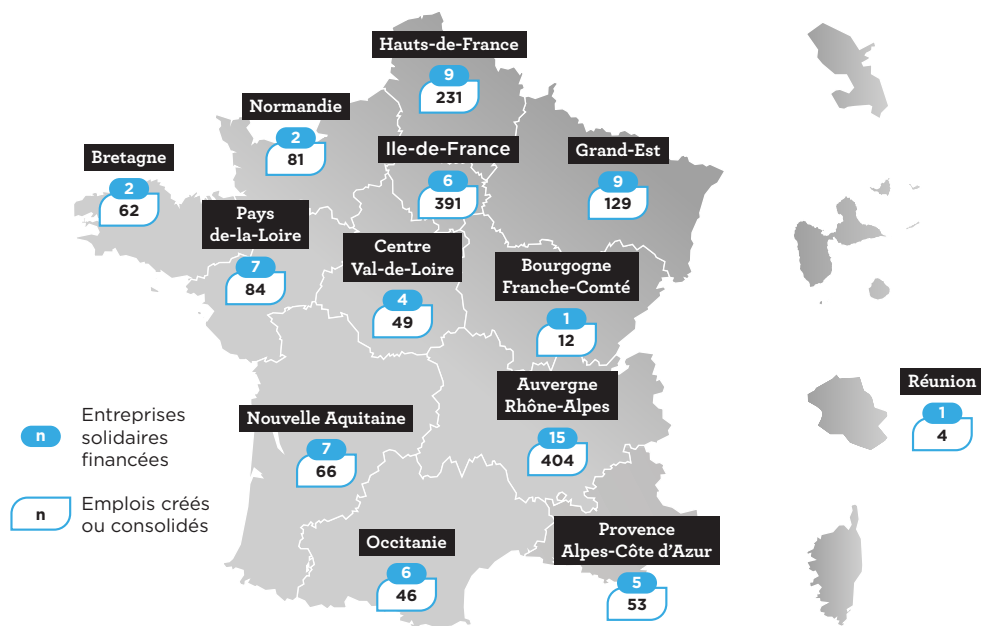 Hauts-de-France
9
231
Normandie
2
81
Ile-de-France
6
391
Grand-Est
9
129
Bretagne
2
62
Pays
de-la-Loire
7
84
Centre
Val-de-Loire
4
49
Bourgogne
Franche-Comté
1
12
Auvergne
Rhône-Alpes
15
404
Réunion
1
4
Nouvelle Aquitaine
7
66
n
Entreprises
solidaires
financées
n
Emplois créés
ou consolidés
Occitanie
6
46
Provence
Alpes-Côte d'Azur
5
53